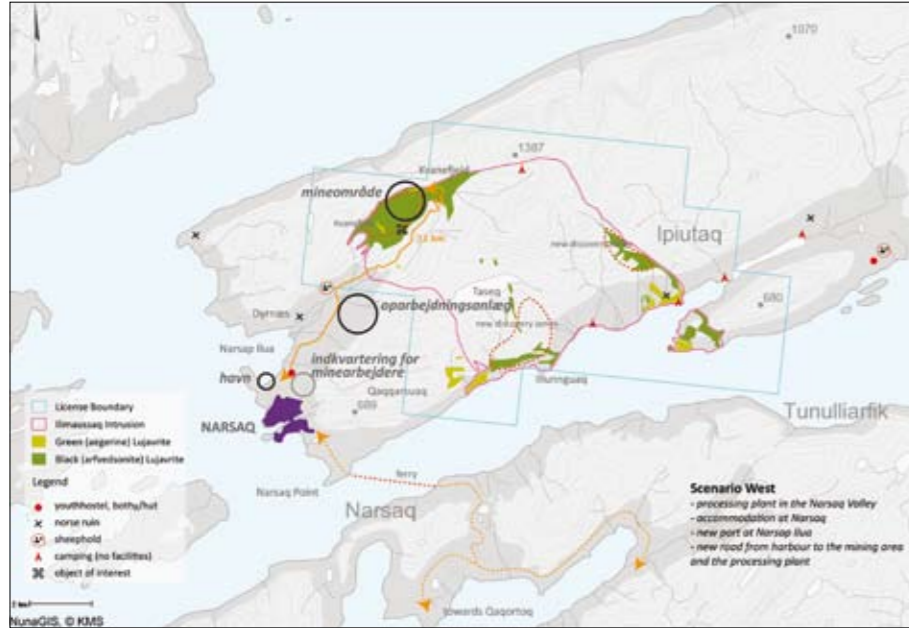 1070
1387
Kvanefjeld
mineområde
Ipiutaq
new discovery
Taseq
oparbejdningsanlæg
680
Dyrnæs
new discovery zones
Narsap Ilua
indkvartering for
minearbejdere
havn
Qaqqarsuaq
Illunnguaq
License Boundary
Ilimaussaq Intrusion
Green (aegerine) Lujavrite
Black (arfvedsonite) Lujavrite
689
NARSAQ
Tunulliarfik
Legend
ferry
Narsaq Point
Narsaq
youthhostel, bothy/hut
norse ruin
sheephold
camping (no facilities)
object of interest
Scenario West
- processing plant in the Narsaq Valley
- accommodation at Narsaq
- new port at Narsap Ilua
- new road from harbour to the mining area
and the processing plant
towards Qaqortoq
NunaGIS, © KMS